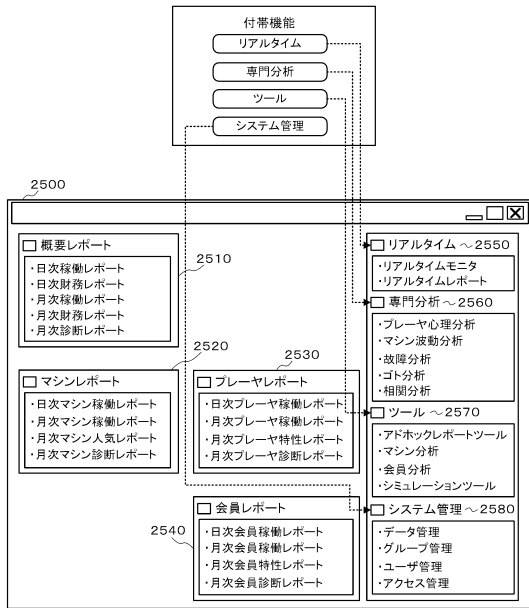 付帯機能
リアルタイム
専門分析
ツール
システム管理
2500
概要レポート
・日次稼働レポート
・日次財務レポート
・月次稼働レポート
・月次財務レポート
・月次診断レポート
2510
マシンレポート
・日次マシン稼働レポート
・月次マシン稼働レポート
・月次マシン人気レポート
・月次マシン診断レポート
2520
プレーヤレポート
・日次プレーヤ稼働レポート
・月次プレーヤ稼働レポート
・月次プレーヤ特性レポート
・月次プレーヤ診断レポート
2530
会員レポート
・日次会員稼働レポート
・月次会員稼働レポート
・月次会員特性レポート
・月次会員診断レポート
2540
リアルタイム ～2550
・リアルタイムモニタ
・リアルタイムレポート
専門分析～2560
・プレーヤ心理分析
・マシン波動分析
・故障分析
・ゴト分析
・相関分析
ツール ～2570
・アドホックレポートツール
・マシン分析
・会員分析
・シミュレーションツール
システム管理～2580
・データ管理
・グループ管理
・ユーザ管理
・アクセス管理